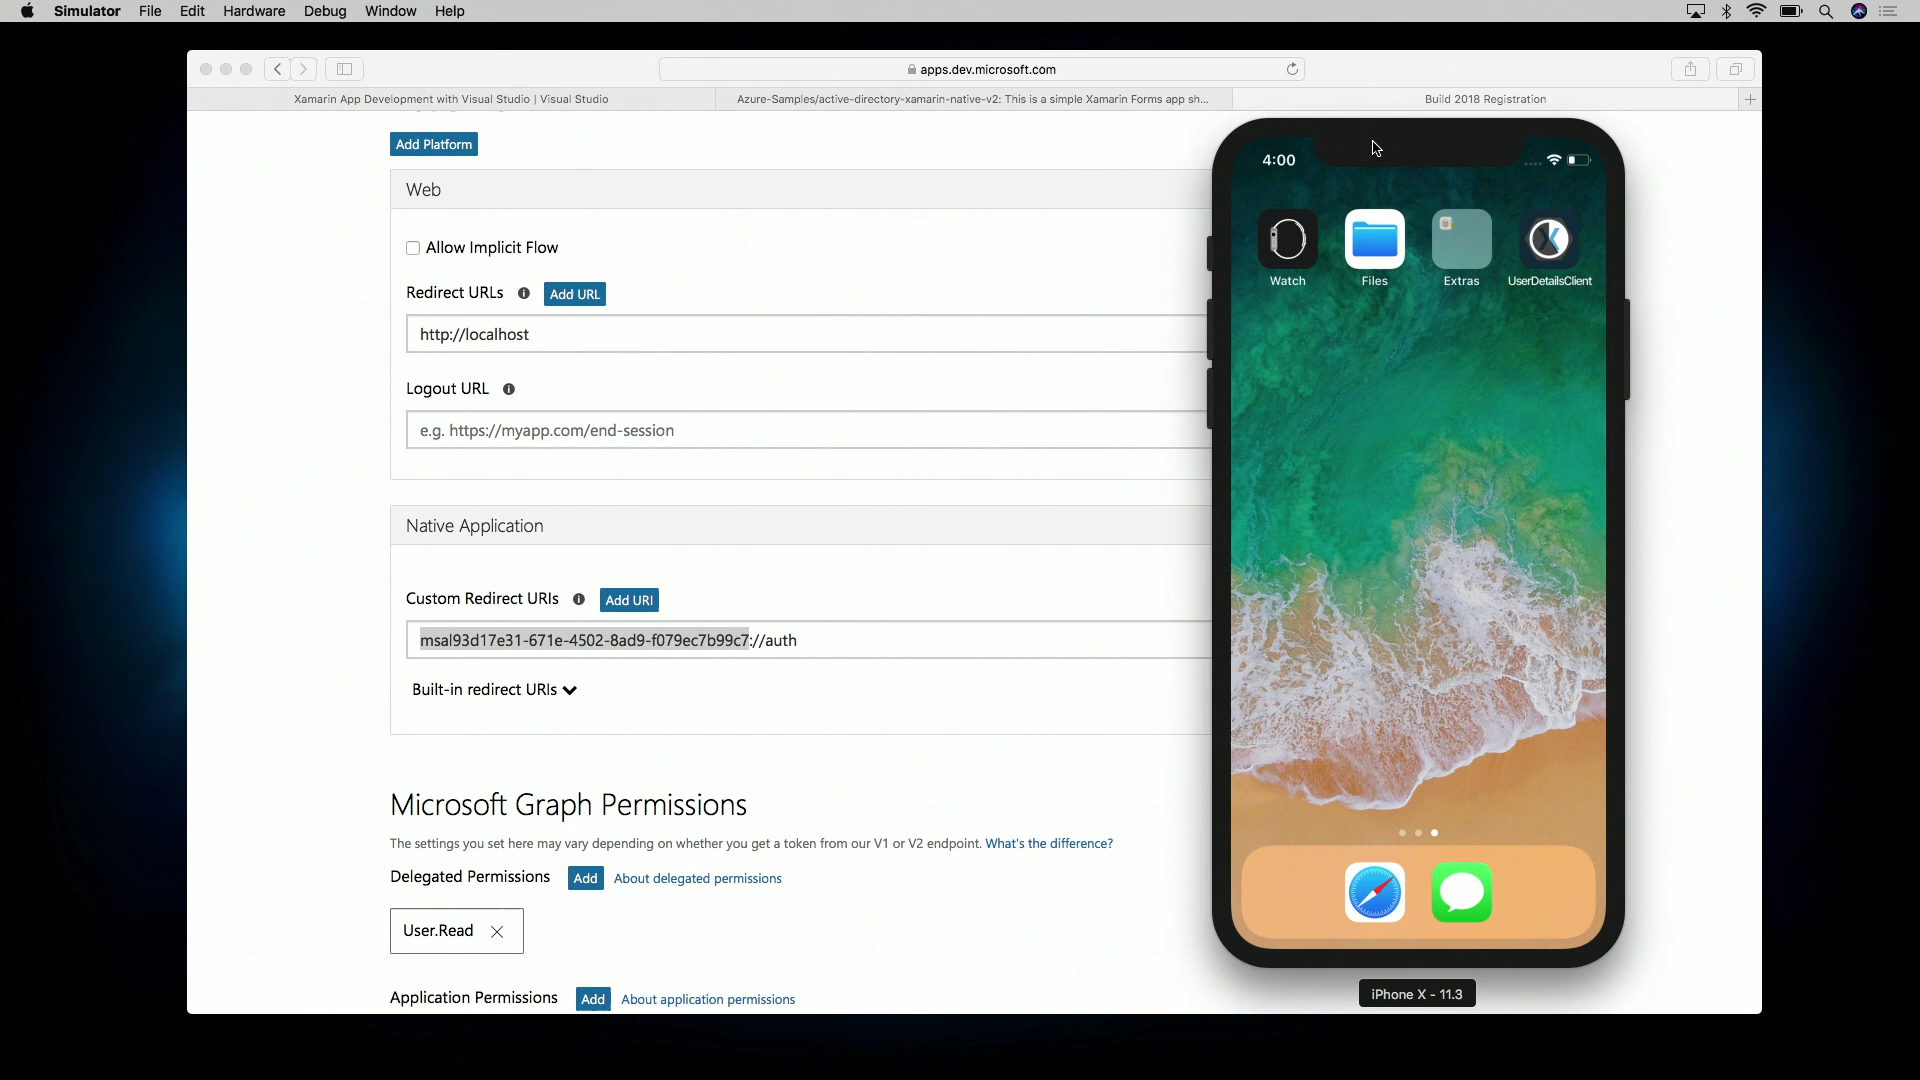 Simulator File Edit Hardware Debug Window Help
apps.dev.microsoft.com
Xamarin App Development with Visual Studio | Visual Studio
Azure-Samples/active-directory-xamarin-native-v2: This is a simple Xamarin Forms app sh...
Build 2018 Registration
Add Platform
Web
Allow Implicit Flow
Redirect URLs Add URL
http://localhost
Logout URL
e.g. https://myapp.com/end-session
Native Application
Custom Redirect URIs Add URI
msal93d17e31-671e-4502-8ad9-f079ec7b99c7://auth
Built-in redirect URIs
Microsoft Graph Permissions
The settings you set here may vary depending on whether you get a token from our V1 or V2 endpoint. What's the difference?
Delegated Permissions Add About delegated permissions
User.Read
Application Permissions Add About application permissions
4:00
Watch Files Extras UserDetailsClient
iPhone X - 11.3